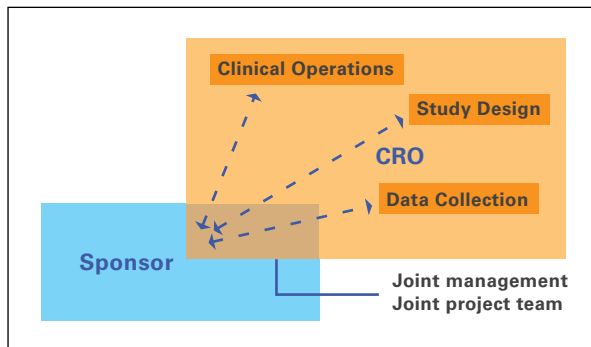 Clinical Operations
Study Design
CRO
Data Collection
Sponsor
Joint management
Joint project team